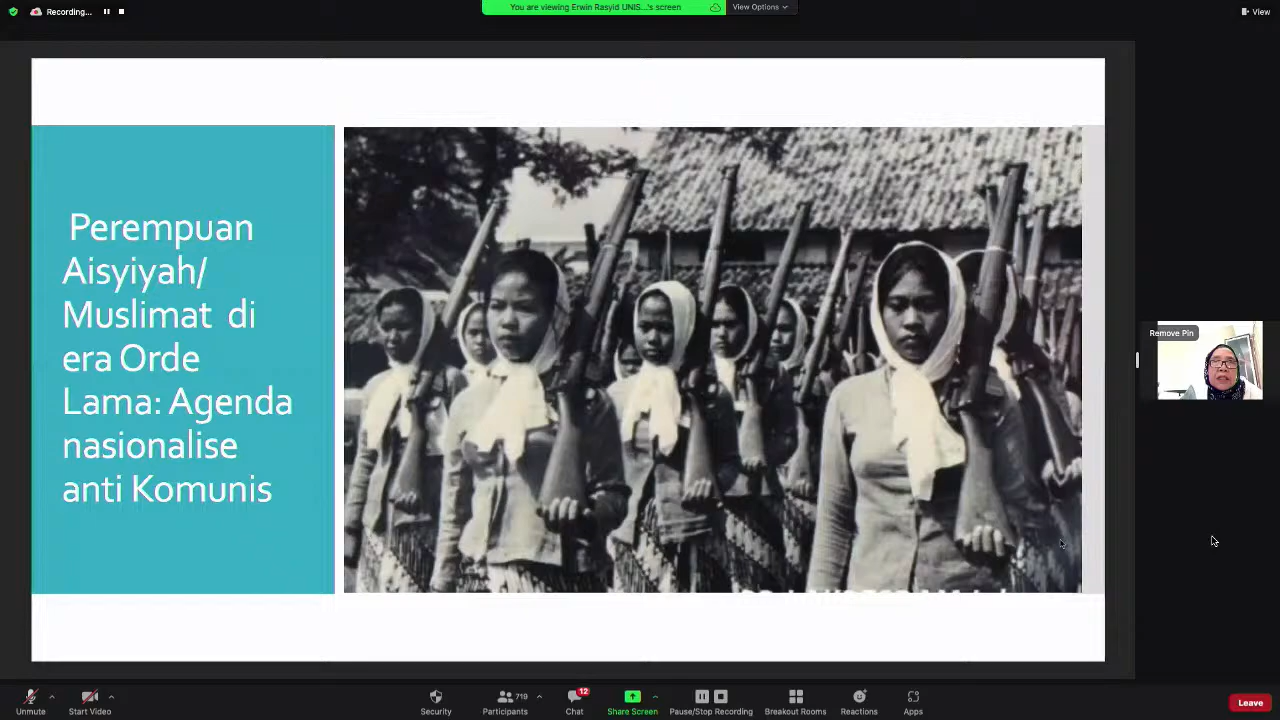 Recording...
You are viewing Erwin Rasyid UNIS...'s screen
View Options
View
Perempuan
Aisyiyah/
Muslimat di
era Orde
Lama: Agenda
nasionalise
anti Komunis
Remove Pin
Unmute
Start Video
Security
Participants
719
Chat
12
Share Screen
Pause/Stop Recording
Breakout Rooms
Reactions
Apps
Leave